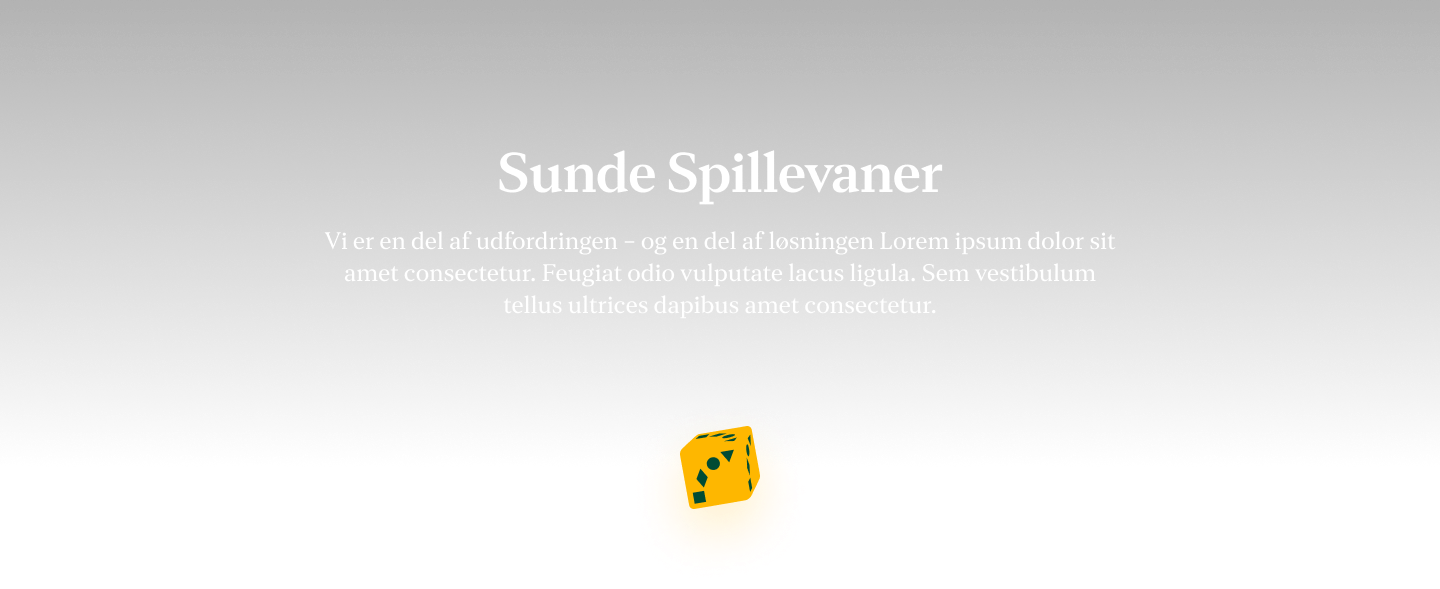 Sunde Spillevaner
Vi er en del af udfordringen – og en del af løsningen Lorem ipsum dolor sit
amet consectetur. Feugiat odio vulputate lacus ligula. Sem vestibulum
tellus ultrices dapibus amet consectetur.